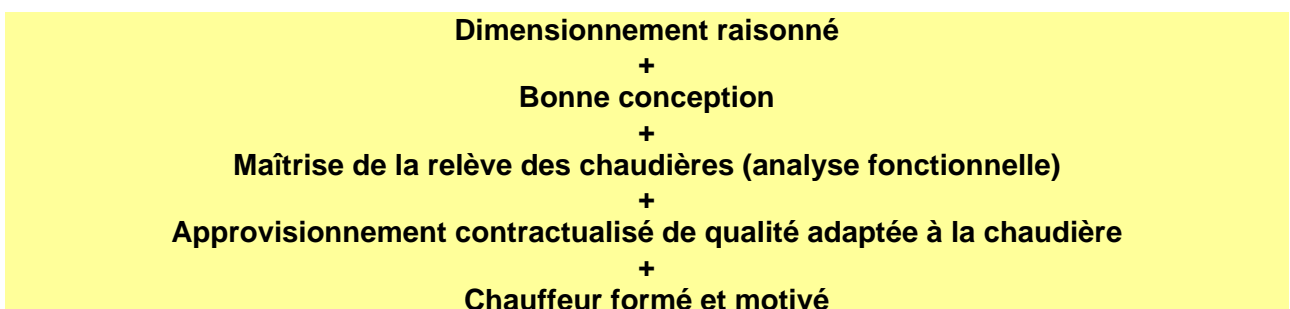 Dimensionnement raisonné
+
Bonne conception
+
Maîtrise de la relève des chaudières (analyse fonctionnelle)
+
Approvisionnement contractualisé de qualité adaptée à la chaudière
+
Chauffeur formé et motivé